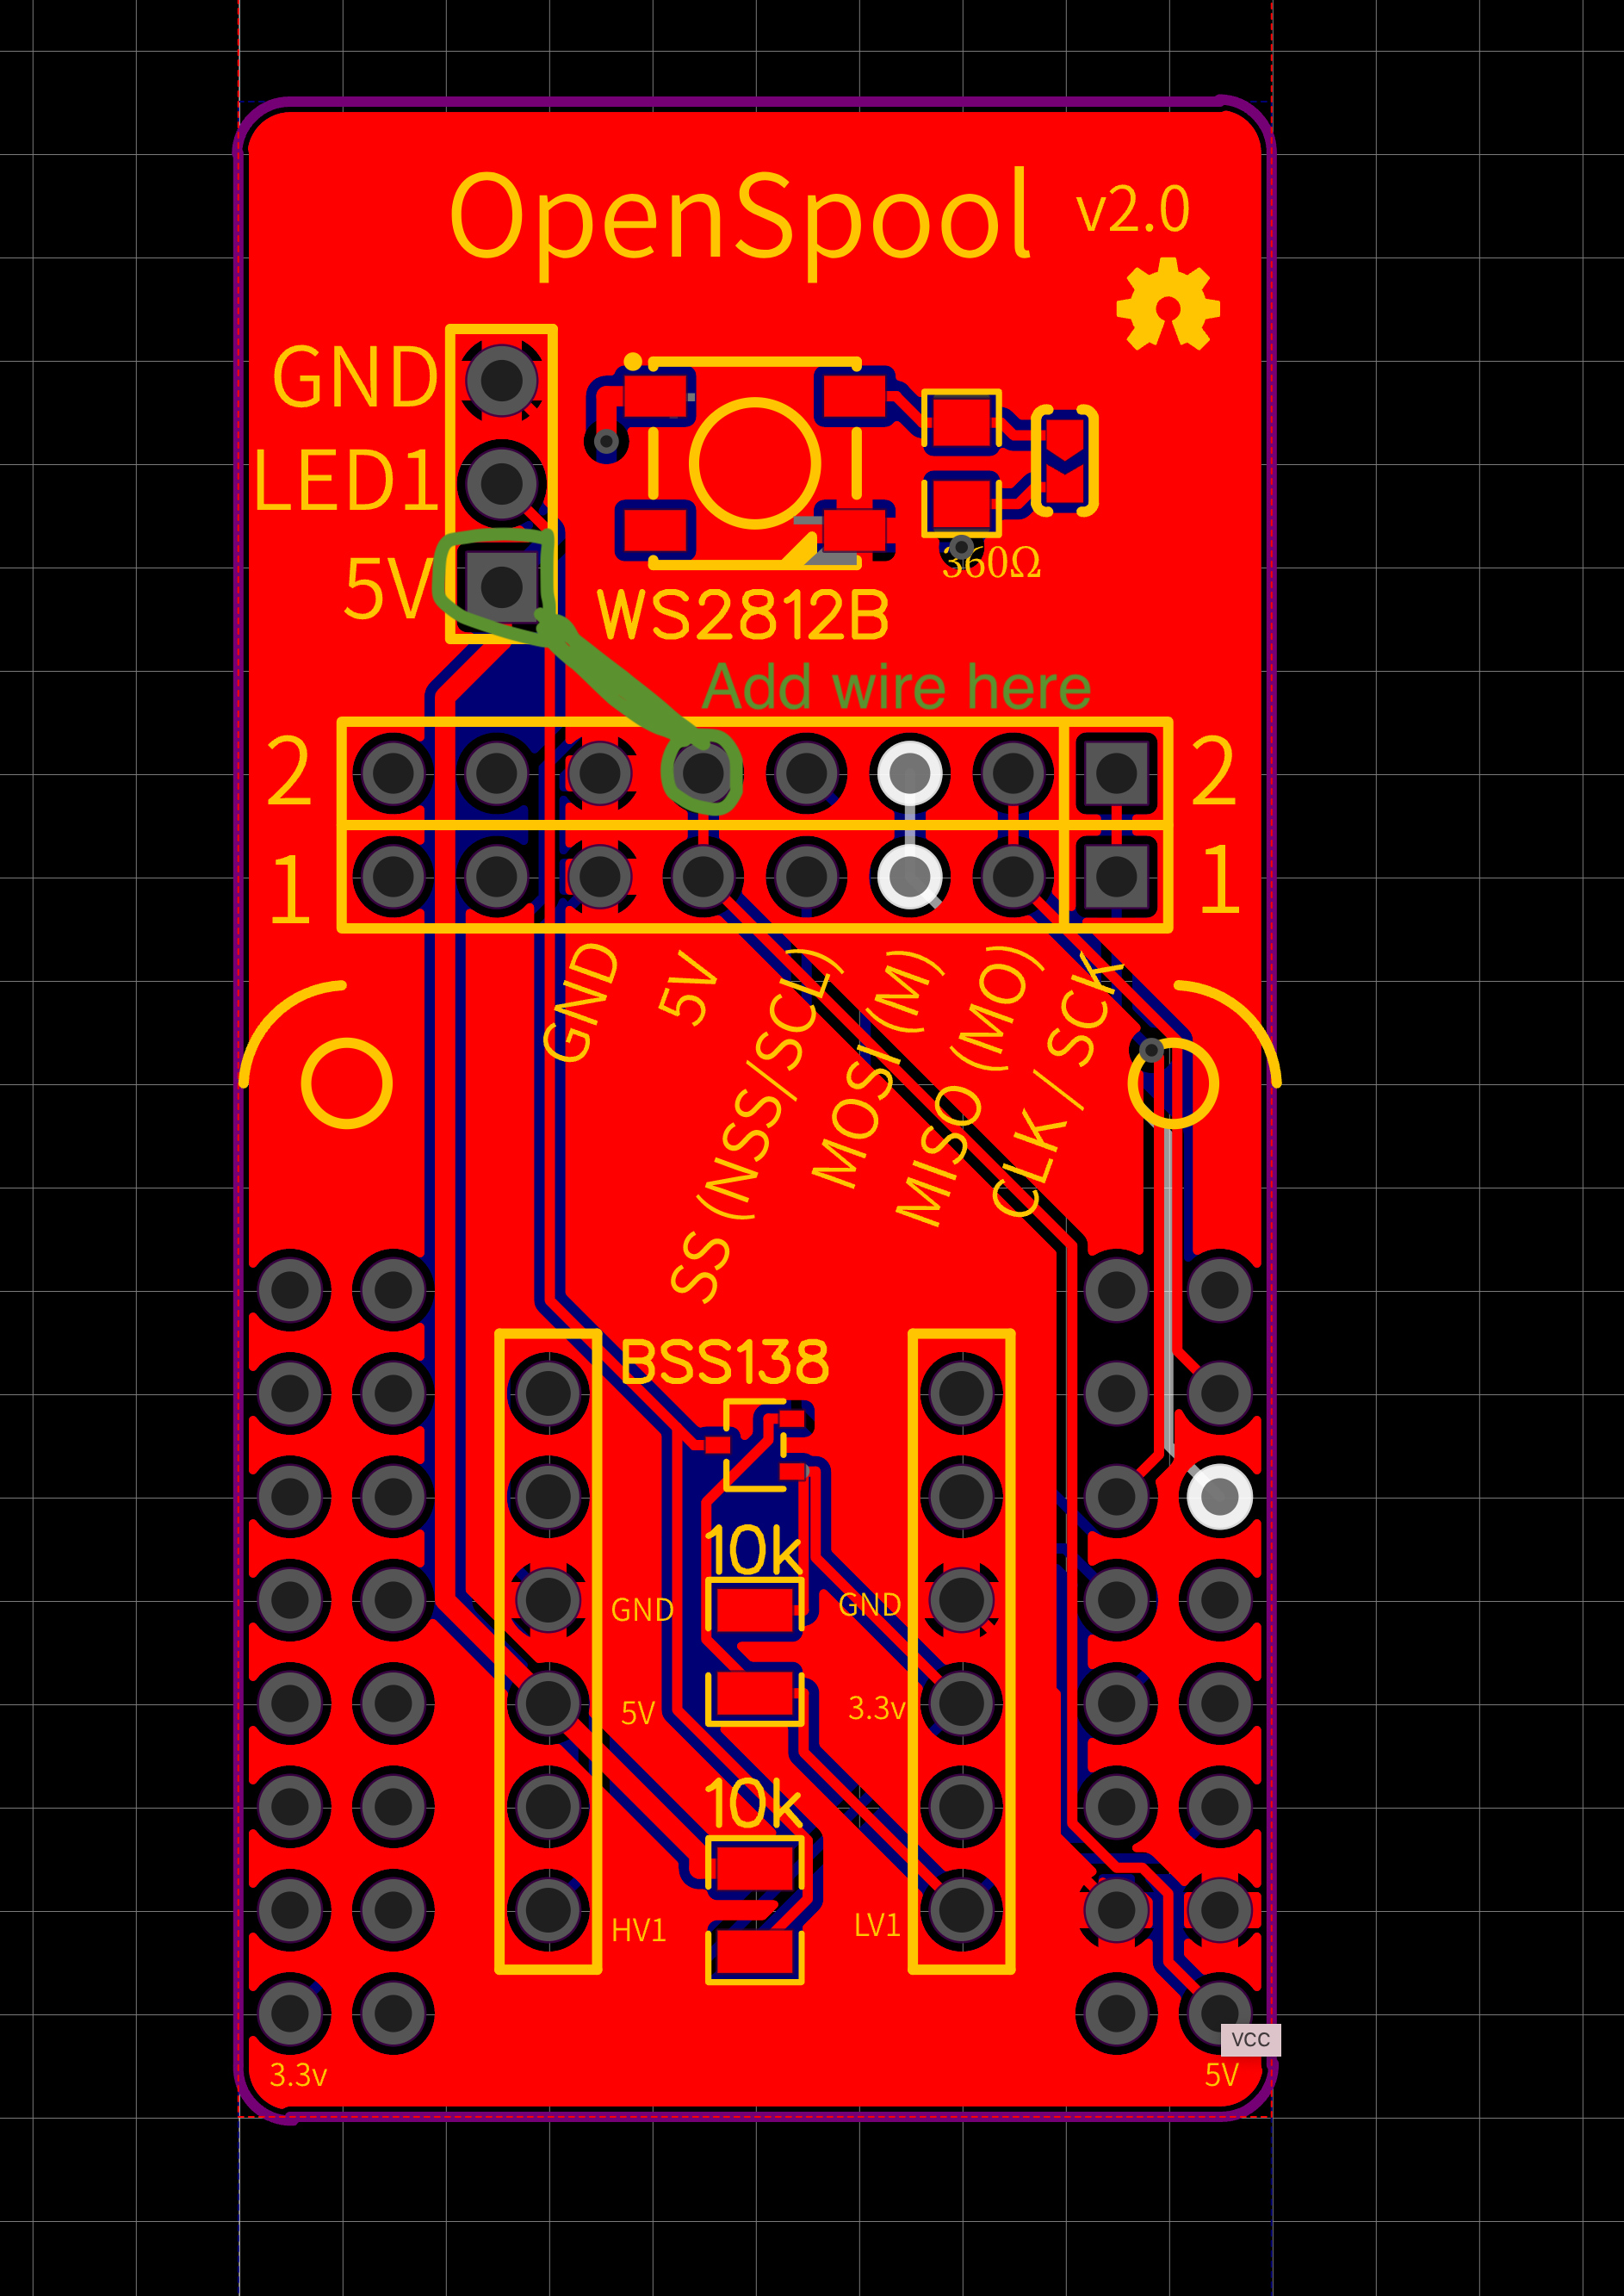 OpenSpool v2.0
GND
LED1
5V
360Ω
WS2812B
Add wire here
2 2
1 1
GND
5V
SS (NSS/SCL)
MOSI (M)
MISO (MO)
CLK / SCK
BSS138
10k
GND GND
5V 3.3v
10k
HV1 LV1
VCC
3.3v 5V